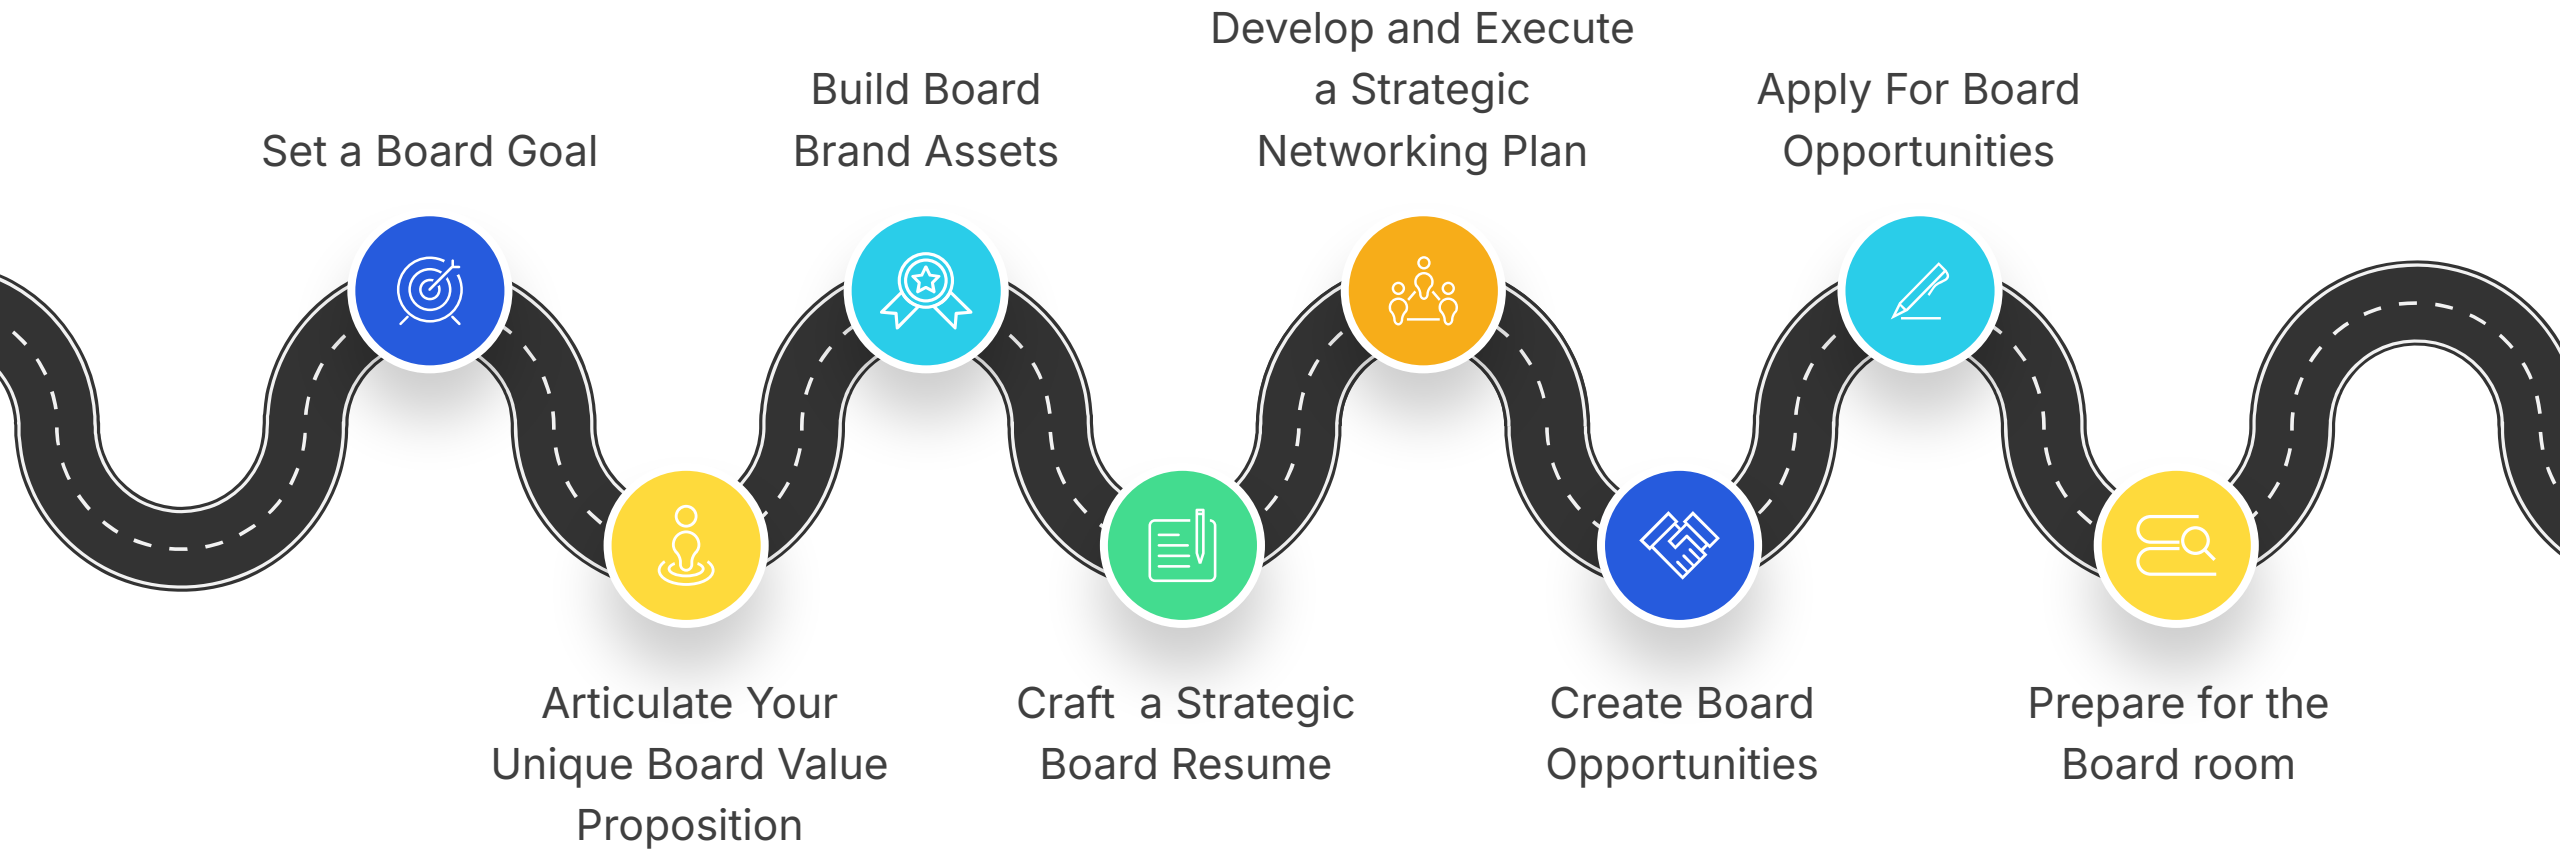 Set a Board Goal
Articulate Your
Unique Board Value
Proposition
Build Board
Brand Assets
Craft  a Strategic
Board Resume
Develop and Execute
a Strategic
Networking Plan
Create Board
Opportunities
Apply For Board
Opportunities
Prepare for the
Board room